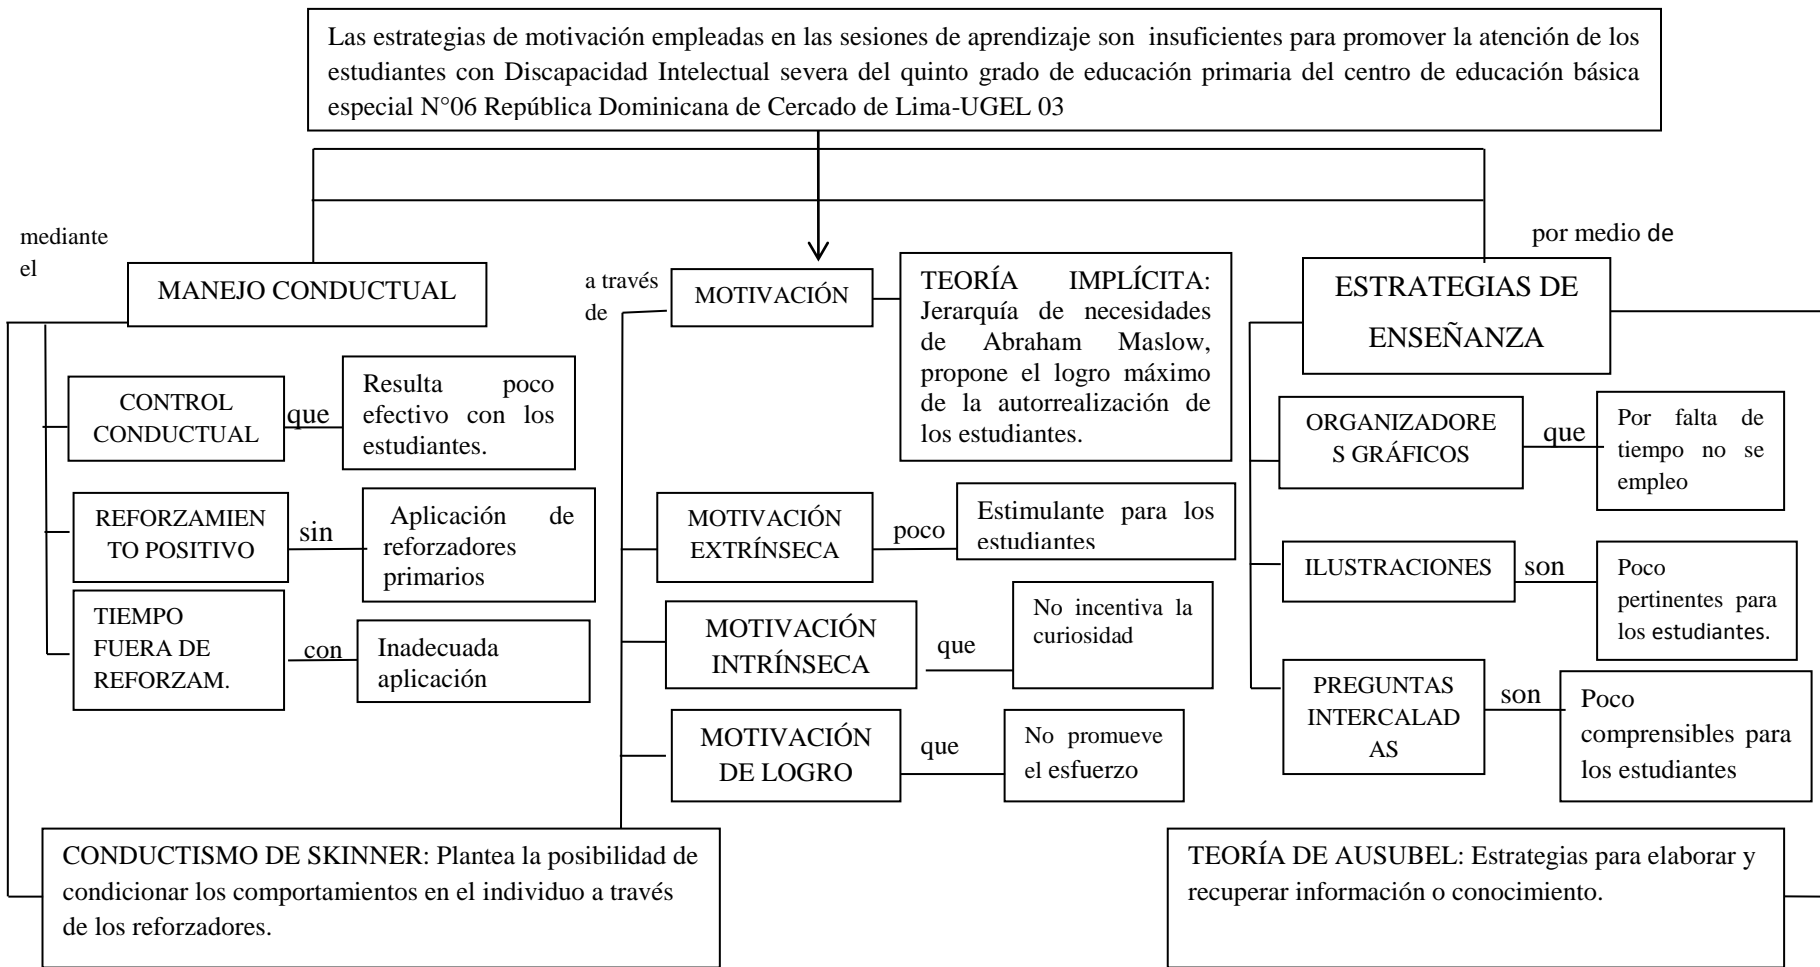 Las estrategias de motivación empleadas en las sesiones de aprendizaje son insuficientes para promover la atención de los
estudiantes con Discapacidad Intelectual severa del quinto grado de educación primaria del centro de educación básica
especial N°06 República Dominicana de Cercado de Lima-UGEL 03
mediante
el
MANEJO CONDUCTUAL
CONTROL
CONDUCTUAL
que
Resulta poco
efectivo con los
estudiantes.
REFORZAMIEN
TO POSITIVO
sin
Aplicación de
reforzadores
primarios
TIEMPO
FUERA DE
REFORZAM.
con
Inadecuada
aplicación
a través
de
MOTIVACIÓN
TEORÍA IMPLÍCITA:
Jerarquía de necesidades
de Abraham Maslow,
propone el logro máximo
de la autorrealización de
los estudiantes.
MOTIVACIÓN
EXTRÍNSECA
poco
Estimulante para los
estudiantes
MOTIVACIÓN
INTRÍNSECA
que
No incentiva la
curiosidad
MOTIVACIÓN
DE LOGRO
que
No promueve
el esfuerzo
por medio de
ESTRATEGIAS DE
ENSEÑANZA
ORGANIZADORE
S GRÁFICOS
que
Por falta de
tiempo no se
empleo
ILUSTRACIONES
son
Poco
pertinentes para
los estudiantes.
PREGUNTAS
INTERCALAD
AS
son
Poco
comprensibles para
los estudiantes
CONDUCTISMO DE SKINNER: Plantea la posibilidad de
condicionar los comportamientos en el individuo a través
de los reforzadores.
TEORÍA DE AUSUBEL: Estrategias para elaborar y
recuperar información o conocimiento.